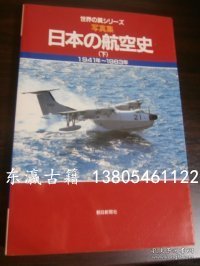 世界の翼シリーズ
写真集
日本の航空史
(下)
1941年〜1983年
21
东瀛古籍 13805461122
朝日新聞社